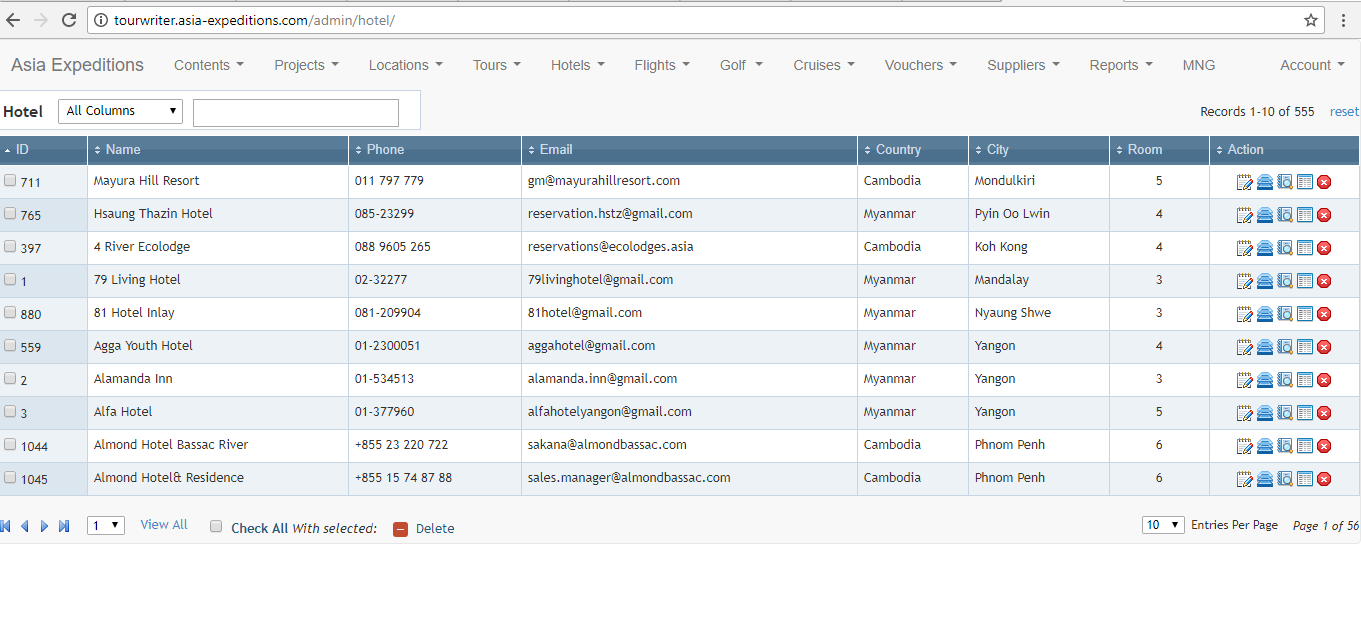 tourwriter.asia-expeditions.com/admin/hotel/
Asia Expeditions Contents Projects Locations Tours Hotels Flights Golf Cruises Vouchers Suppliers Reports MNG Account
Hotel All Columns Records 1-10 of 555 reset
ID Name Phone Email Country City Room Action
711 Mayura Hill Resort 011 797 779 gm@mayurahillresort.com Cambodia Mondulkiri 5
765 Hsaung Thazin Hotel 085-23299 reservation.hstz@gmail.com Myanmar Pyin Oo Lwin 4
397 4 River Ecolodge 088 9605 265 reservations@ecolodges.asia Cambodia Koh Kong 4
1 79 Living Hotel 02-32277 79livinghotel@gmail.com Myanmar Mandalay 3
880 81 Hotel Inlay 081-209904 81hotel@gmail.com Myanmar Nyaung Shwe 3
559 Agga Youth Hotel 01-2300051 aggahotel@gmail.com Myanmar Yangon 4
2 Alamanda Inn 01-534513 alamanda.inn@gmail.com Myanmar Yangon 3
3 Alfa Hotel 01-377960 alfahotelyangon@gmail.com Myanmar Yangon 5
1044 Almond Hotel Bassac River +855 23 220 722 sakana@almondbassac.com Cambodia Phnom Penh 6
1045 Almond Hotel& Residence +855 15 74 87 88 sales.manager@almondbassac.com Cambodia Phnom Penh 6
1 View All Check All With selected: Delete 10 Entries Per Page Page 1 of 56